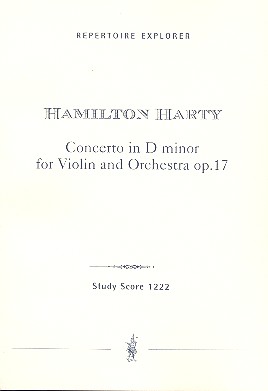 REPERTOIRE EXPLORER
HAMILTON HARTY
Concerto in D minor
for Violin and Orchestra op.17
Study Score 1222